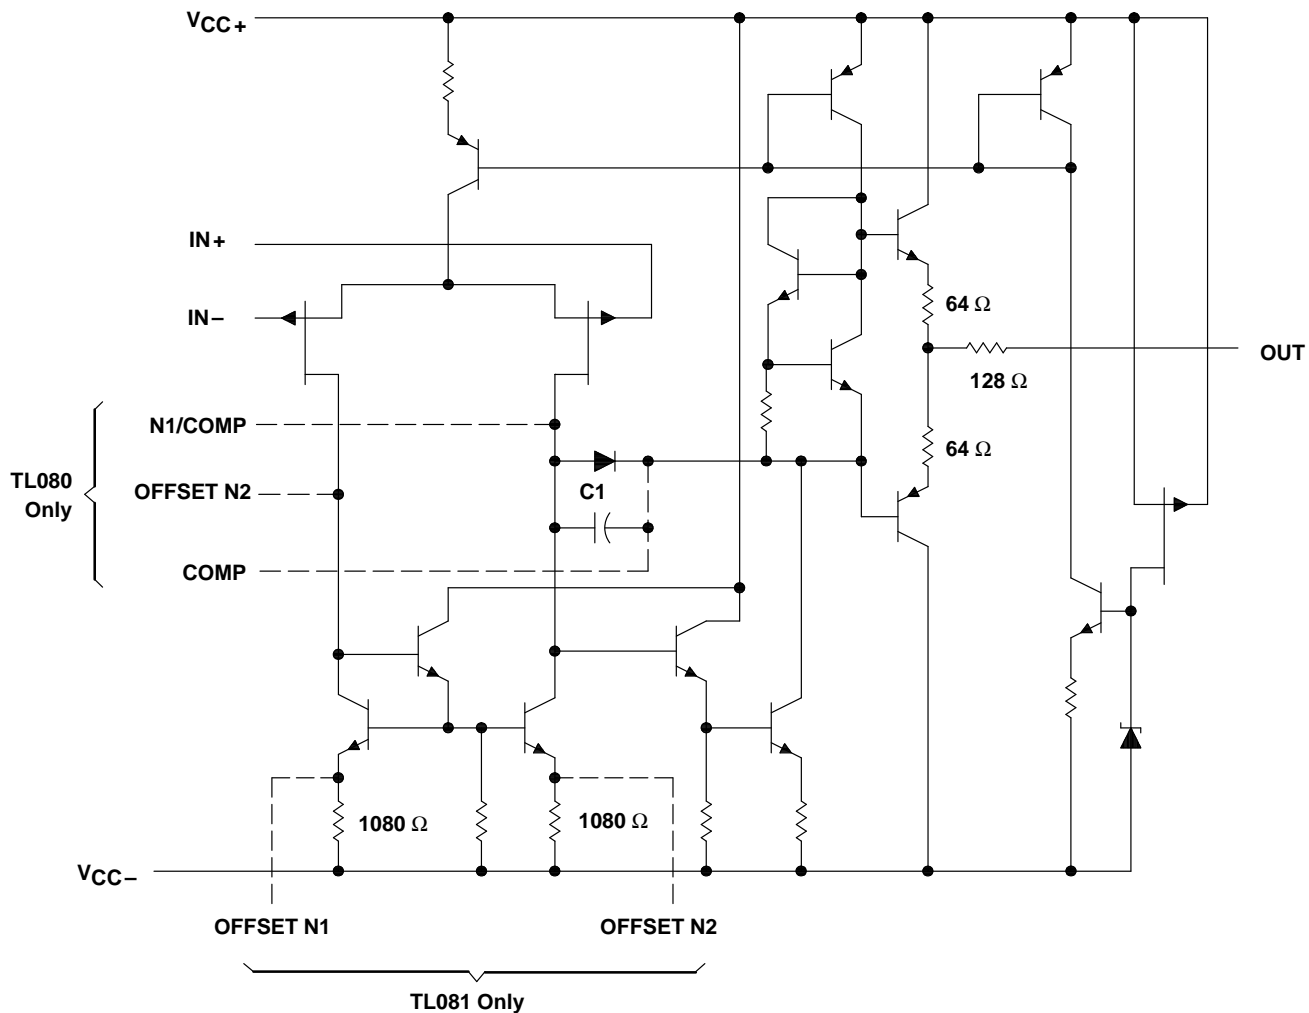 VCC+
IN+
IN−
64 Ω
OUT
128 Ω
N1/COMP
64 Ω
TL080
Only
OFFSET N2
C1
COMP
1080 Ω
1080 Ω
VCC−
OFFSET N1
OFFSET N2
TL081 Only